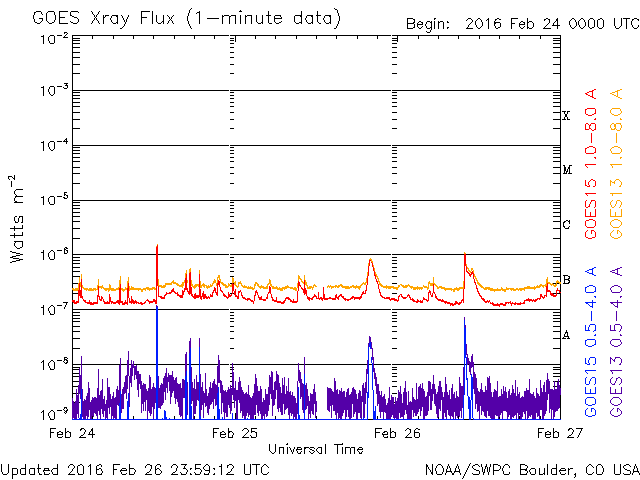 GOES Xray Flux (1-minute data)
Begin: 2016 Feb 24 0000 UTC
10-2
10-3
10-4
10-5
10-6
10-7
10-8
10-9
Watts m-2
X
M
C
B
A
GOES15 1.0-8.0 A
GOES13 1.0-8.0 A
GOES15 0.5-4.0 A
GOES13 0.5-4.0 A
Feb 24
Feb 25
Feb 26
Feb 27
Universal Time
Updated 2016 Feb 26 23:59:12 UTC
NOAA/SWPC Boulder, CO USA